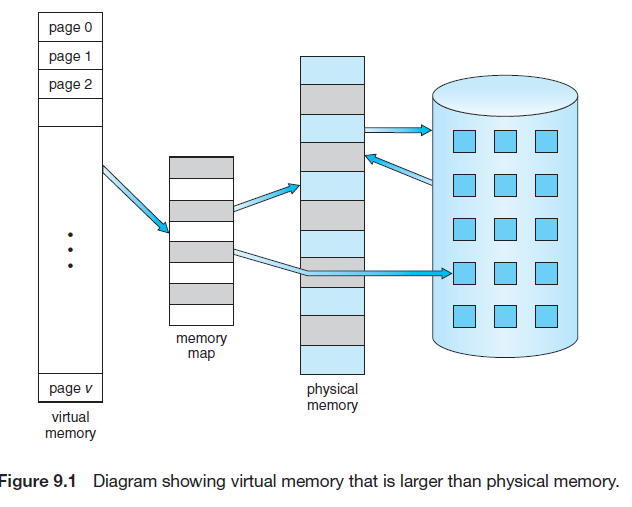 page 0
page 1
page 2
page v
virtual
memory
memory
map
physical
memory
Figure 9.1 Diagram showing virtual memory that is larger than physical memory.